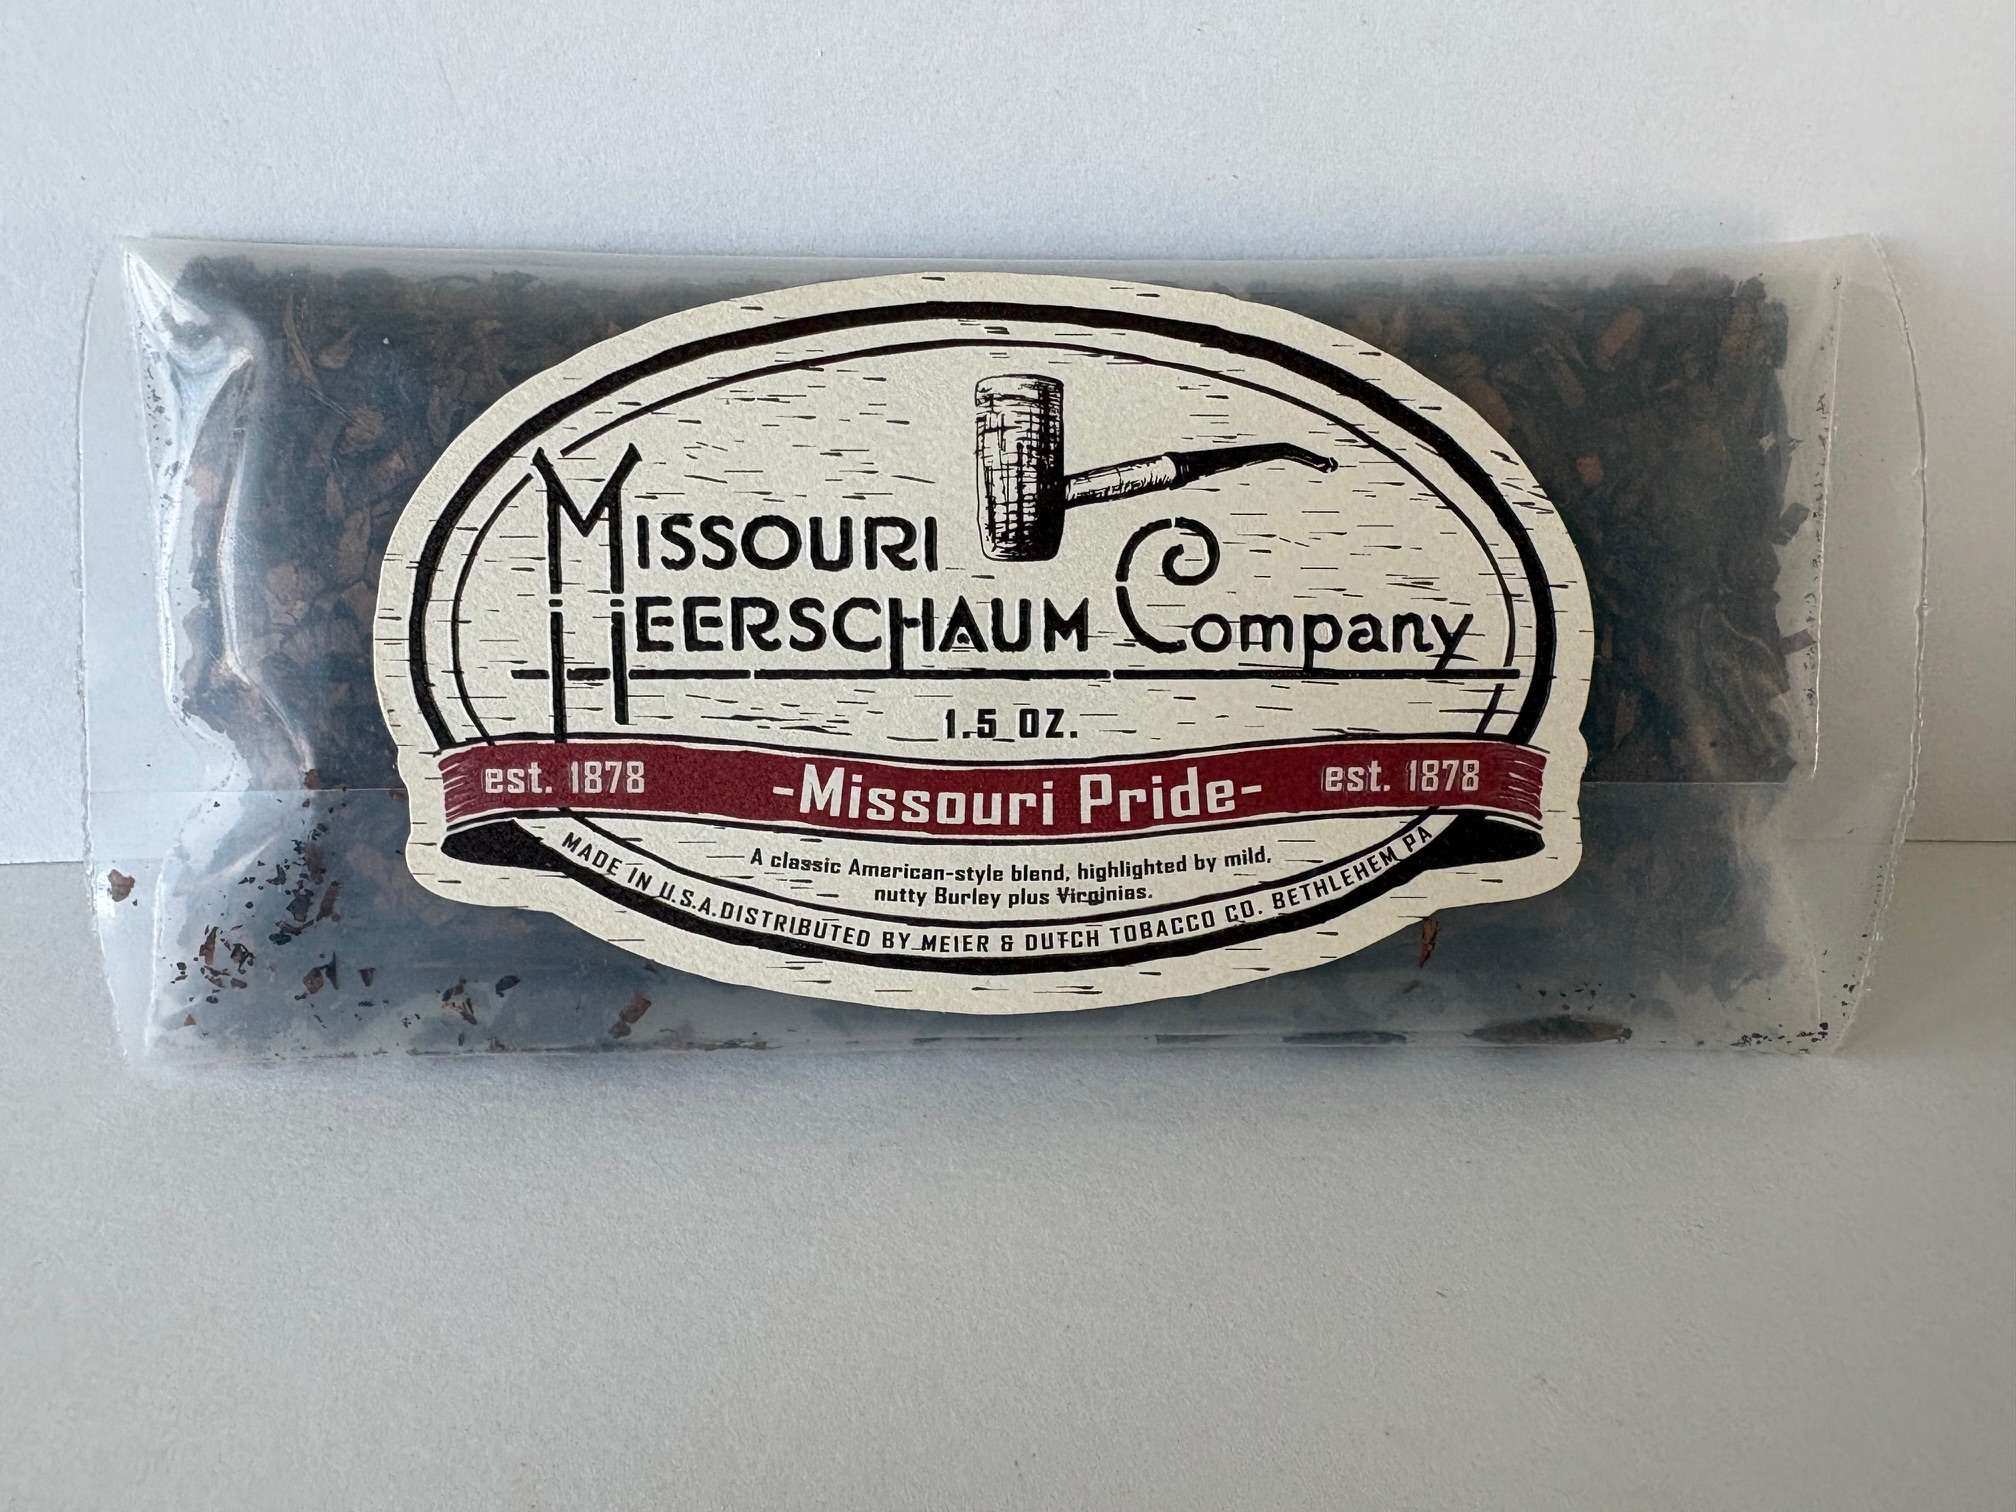 MISSOURI
MEERSCHAUM Company
1.5 OZ.
est. 1878 -Missouri Pride- est. 1878
A classic American-style blend, highlighted by mild,
nutty Burley plus Virginias.
MADE IN U.S.A. DISTRIBUTED BY MEIER & DUTCH TOBACCO CO. BETHLEHEM PA